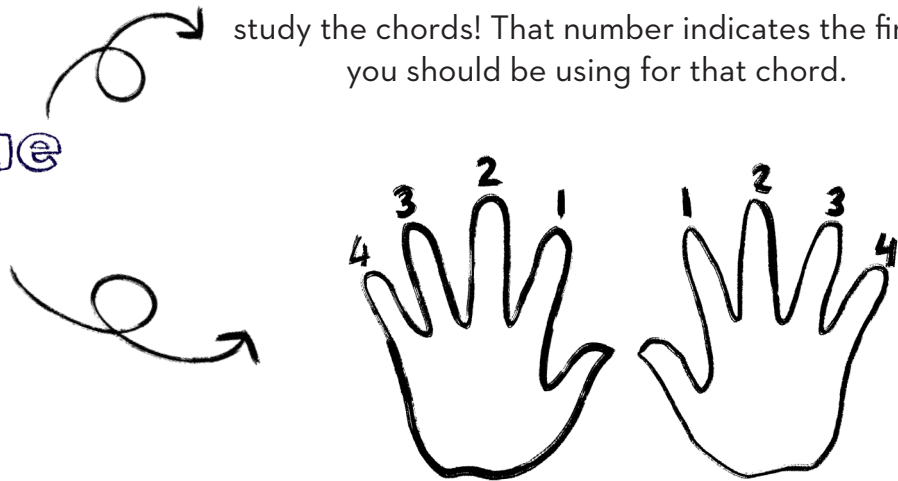 study the chords! That number indicates the
you should be using for that chord.
3 2 1
4
1 2 3
4